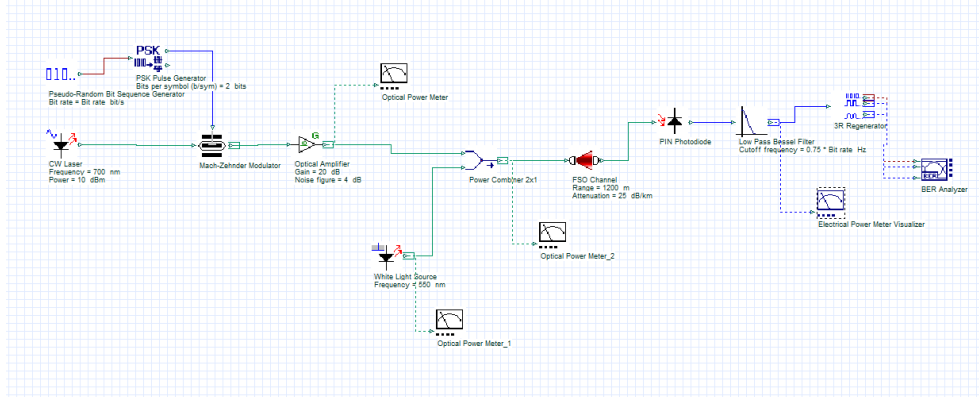 PSK
010..
PSK Pulse Generator
Bits per symbol (b/sym) = 2 bits
Pseudo-Random Bit Sequence Generator
Bit rate = Bit rate bit/s
Optical Power Meter
CW Laser
Frequency = 700 nm
Power = 10 dBm
Mach-Zehnder Modulator
G
Optical Amplifier
Gain = 20 dB
Noise figure = 4 dB
Power Combiner 2x1
FSO Channel
Range = 1200 m
Attenuation = 25 dB/km
PIN Photodiode
Low Pass Bessel Filter
Cutoff frequency = 0.75 * Bit rate Hz
3R Regenerator
BER Analyzer
Electrical Power Meter Visualizer
Optical Power Meter_2
White Light Source
Frequency = 550 nm
Optical Power Meter_1